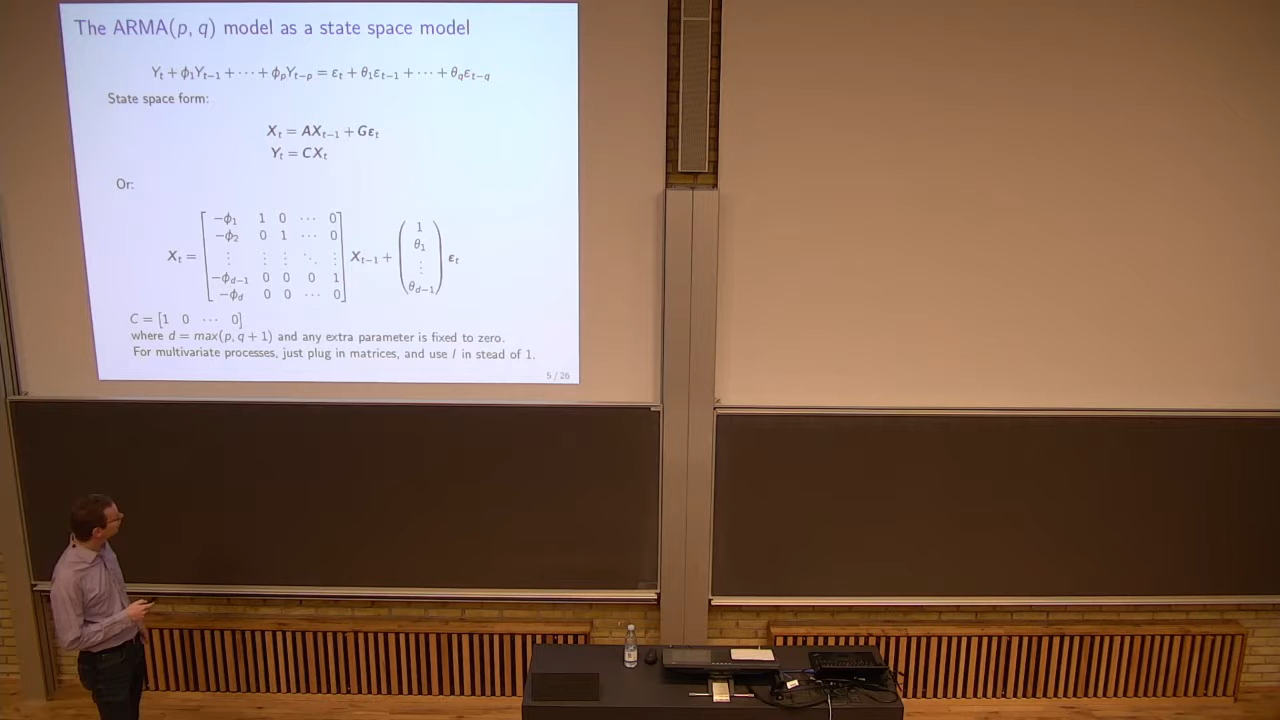 The ARMA(p, q) model as a state space model
Y_t + ϕ_1Y_{t−1} + ⋯ + ϕ_pY_{t−p} = ε_t + θ_1ε_{t−1} + ⋯ + θ_qε_{t−q}
State space form:
X_t = AX_{t−1} + Gε_t
Y_t = CX_t
Or:
X_t = [−ϕ_1 1 0 ⋯ 0; −ϕ_2 0 1 ⋯ 0; ⋮ ⋮ ⋮ ⋱ ⋮; −ϕ_{d−1} 0 0 0 1; −ϕ_d 0 0 ⋯ 0] X_{t−1} + (1; θ_1; ⋮; θ_{d−1}) ε_t
C = [1 0 ⋯ 0]
where d = max(p, q + 1) and any extra parameter is fixed to zero.
For multivariate processes, just plug in matrices, and use I in stead of 1.
5 / 26